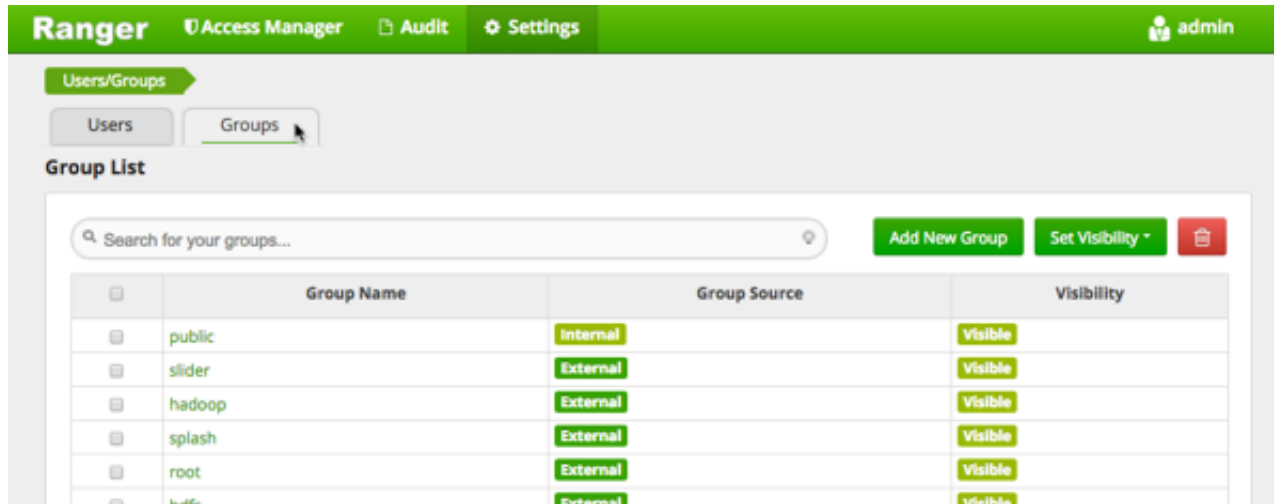 Ranger Access Manager Audit Settings admin
Users/Groups
Users Groups
Group List
Search for your groups... Add New Group Set Visibility
Group Name Group Source Visibility
public Internal Visible
slider External Visible
hadoop External Visible
splash External Visible
root External Visible
External Visible